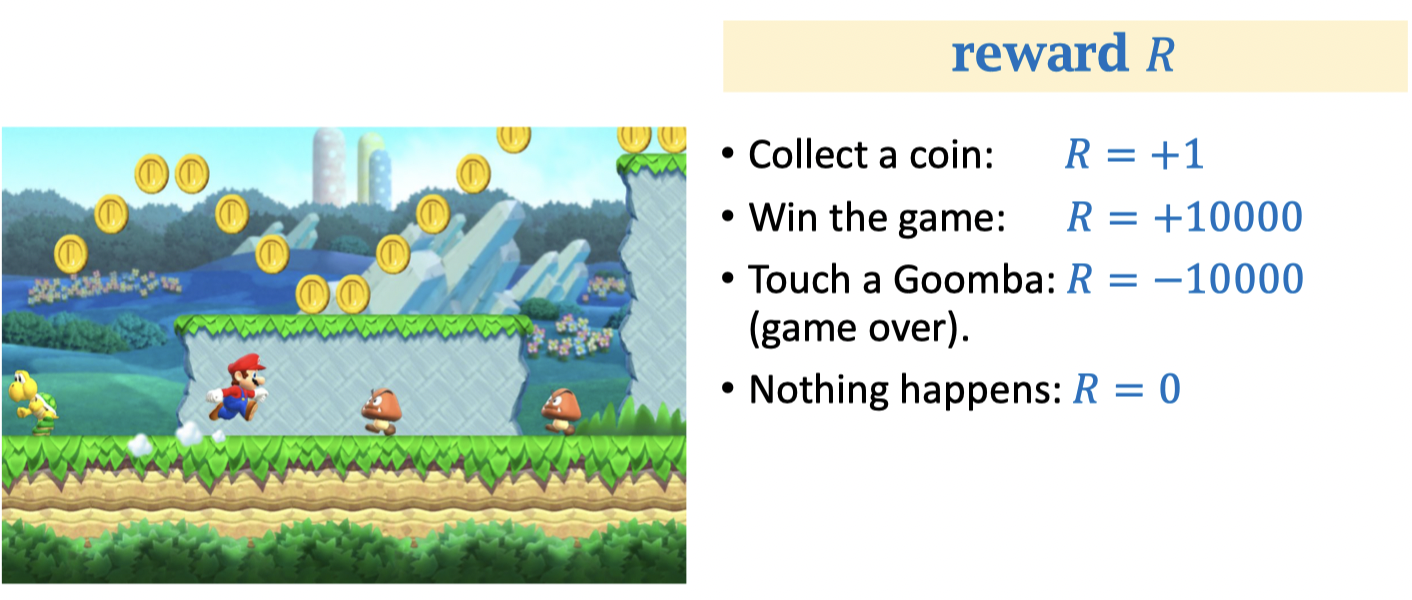 reward R
• Collect a coin: R = +1
• Win the game: R = +10000
• Touch a Goomba: R = −10000
(game over).
• Nothing happens: R = 0